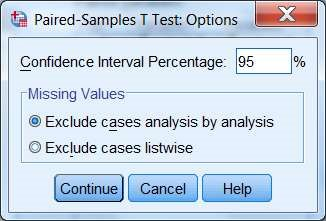 Paired-Samples T Test: Options
Confidence Interval Percentage: 95 %
Missing Values
Exclude cases analysis by analysis
Exclude cases listwise
Continue Cancel Help